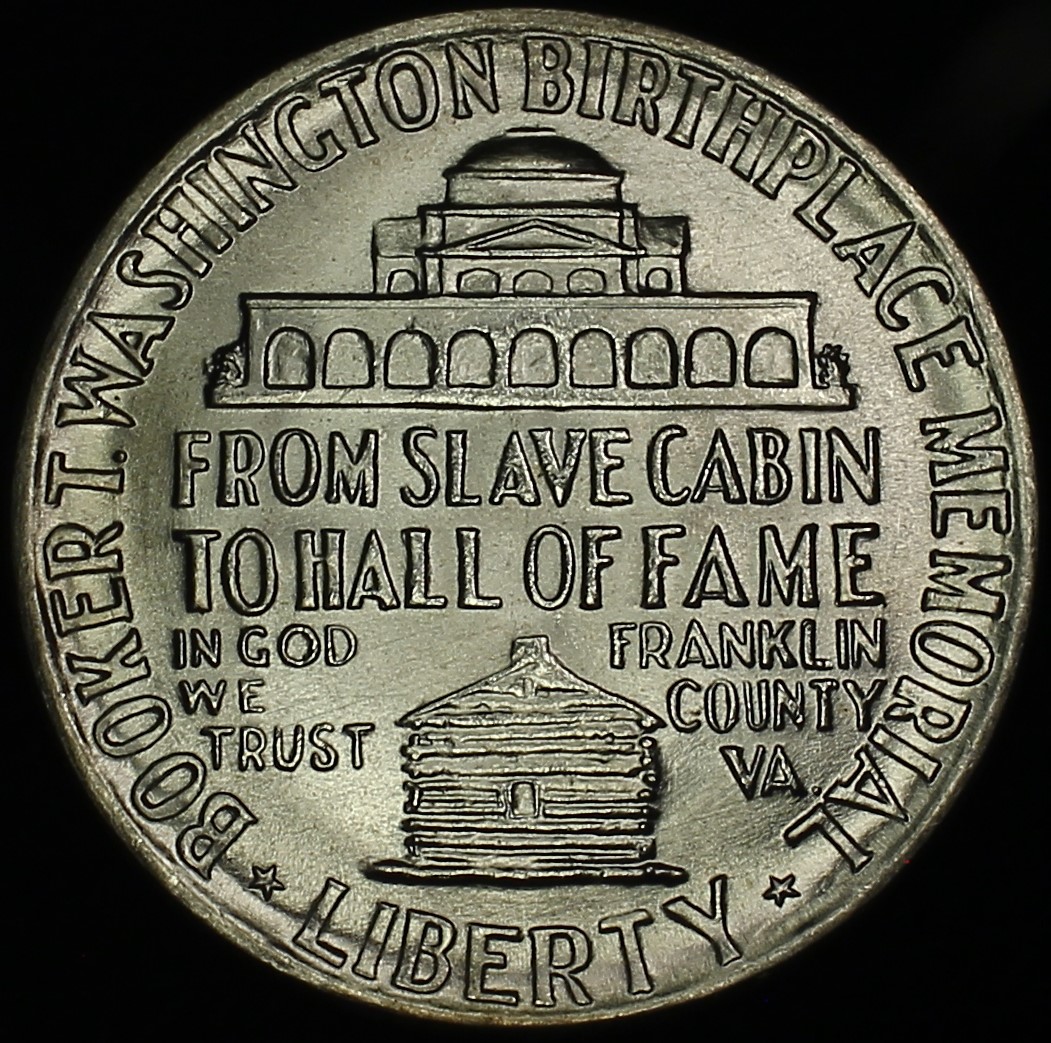 BOOKER T. WASHINGTON BIRTHPLACE MEMORIAL
FROM SLAVE CABIN
TO HALL OF FAME
IN GOD
WE
TRUST
FRANKLIN
COUNTY
VA.
LIBERTY